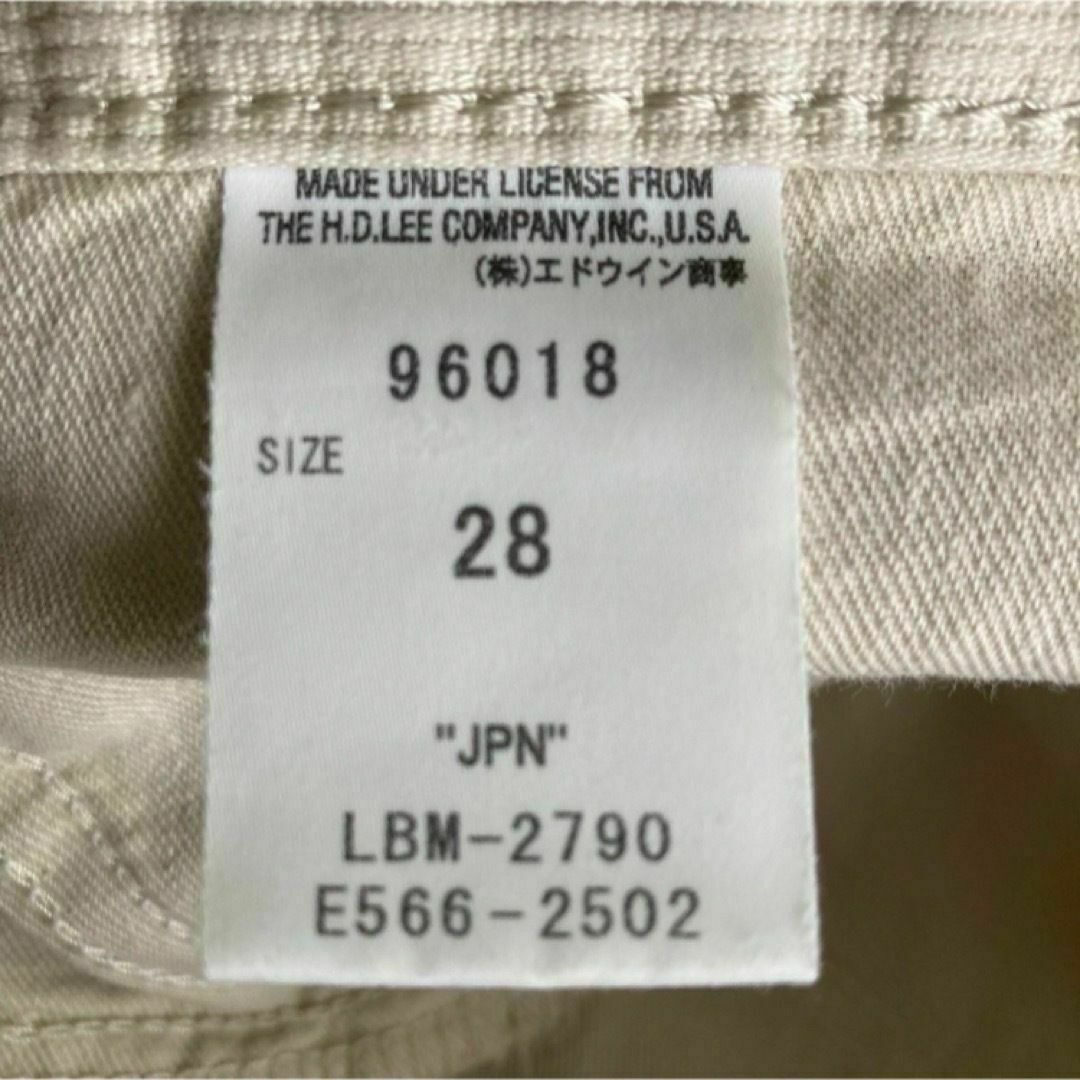 MADE UNDER LICENSE FROM
THE H.D.LEE COMPANY,INC.,U.S.A.
(株)エドウイン商事
96018
SIZE
28
"JPN"
LBM-2790
E566-2502